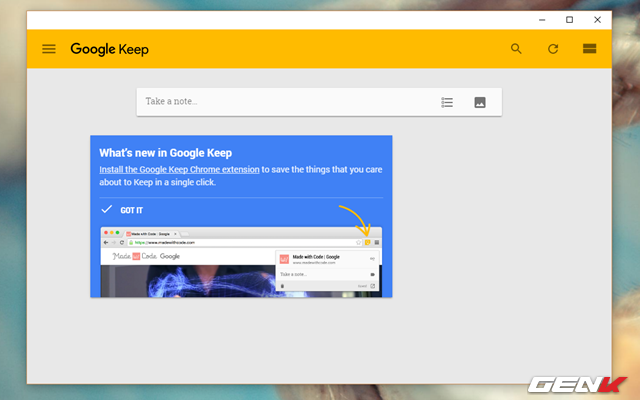 Google Keep
Take a note...
What's new in Google Keep
Install the Google Keep Chrome extension to save the things that you care
about to Keep in a single click.
GOT IT
Made with Code | Google
https://www.madewithcode.com
Made w/ Code Google
Made with Code | Google
www.madewithcode.com
Take a note...
Saved
GENK